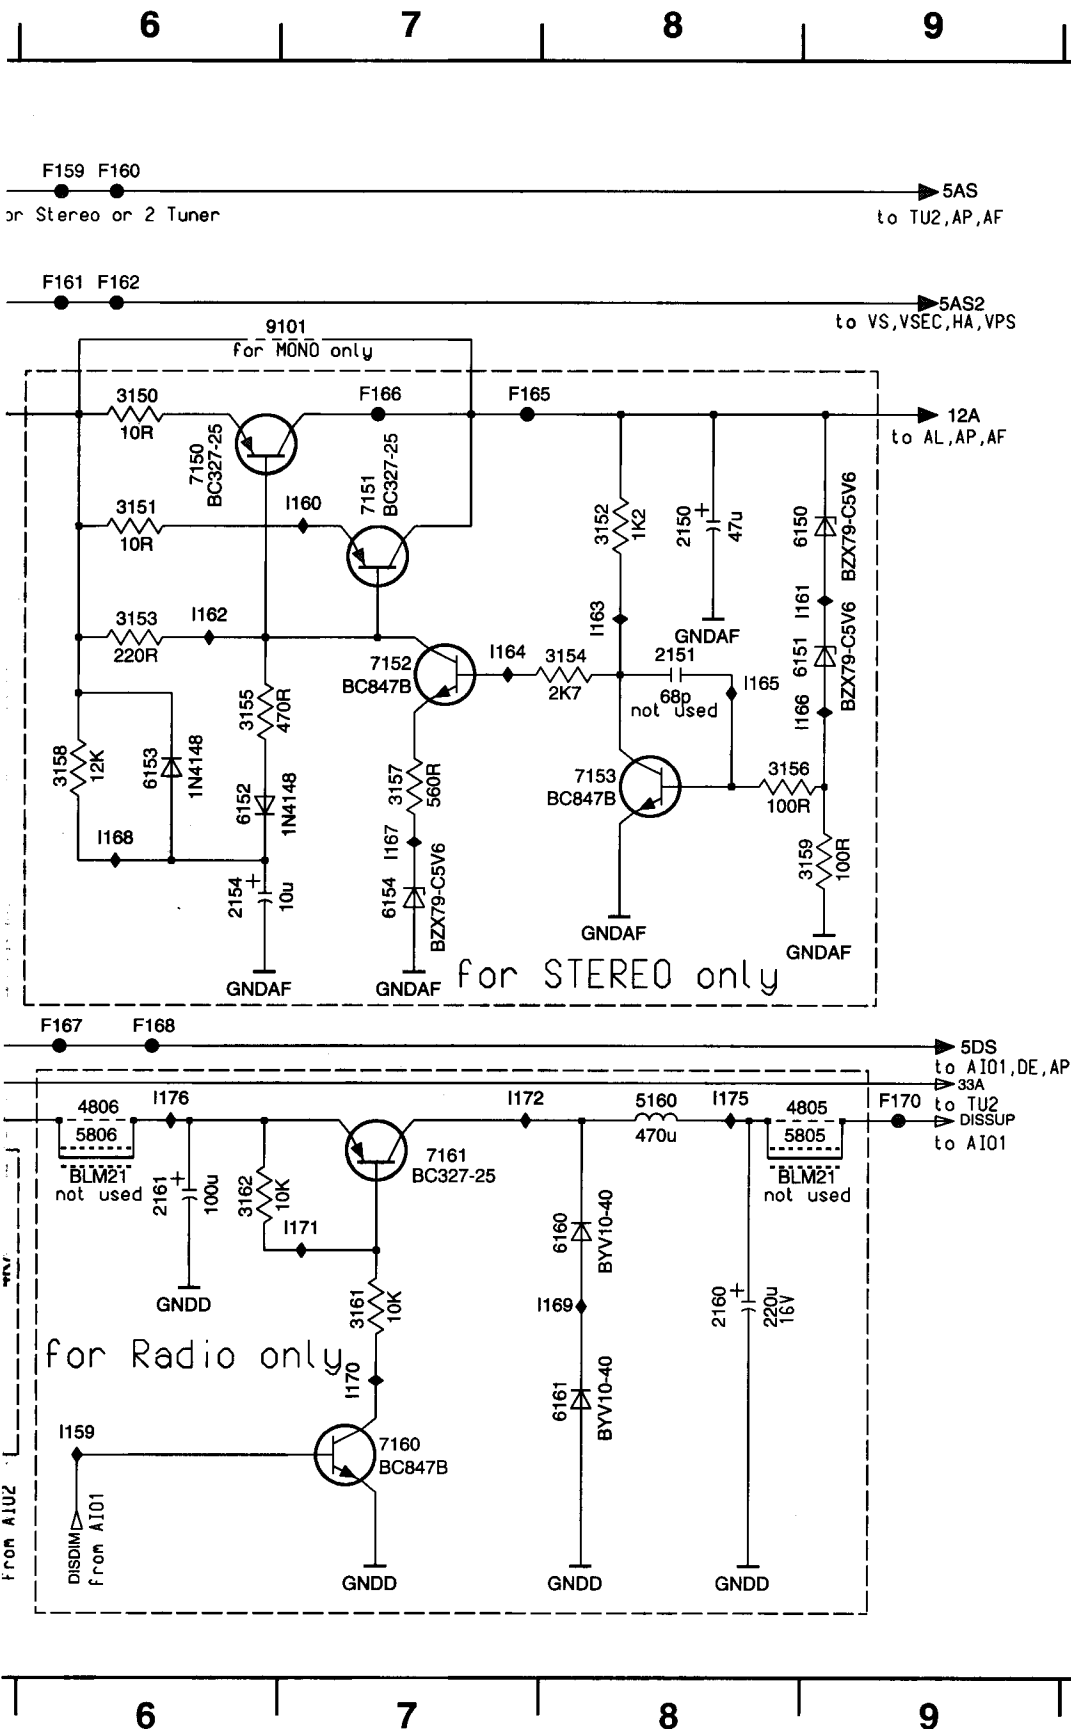 6 7 8 9
F159 F160
5AS
or Stereo or 2 Tuner
to TU2,AP,AF
F161 F162
5AS2
to VS,VSEC,HA,VPS
9101
for MONO only
3150
10R
F166
F165
12A
to AL,AP,AF
7150
BC327-25
7151
BC327-25
3151
10R
I160
3152
1K2
2150
+
47u
6150
BZX79-C5V6
I161
3153
220R
I162
I163
GNDAF
6151
BZX79-C5V6
7152
BC847B
I164
3154
2K7
2151
68p
not used
I165
I166
3155
470R
3158
12K
6153
1N4148
6152
1N4148
3157
560R
7153
BC847B
3156
100R
I168
I167
3159
100R
2154
+
10u
6154
BZX79-C5V6
GNDAF
GNDAF
GNDAF
GNDAF
for STEREO only
F167
F168
5DS
to AIO1,DE,AP
33A
to TU2
4806
5806
BLM21
not used
I176
I172
5160
470u
I175
4805
5805
BLM21
not used
F170
DISSUP
to AIO1
7161
BC327-25
2161
+
100u
3162
10K
I171
6160
BYV10-40
GNDD
3161
10K
I169
2160
+
220u
16V
for Radio only
I170
6161
BYV10-40
I159
7160
BC847B
from AIO2
DISDIM
from AIO1
GNDD
GNDD
GNDD
6 7 8 9